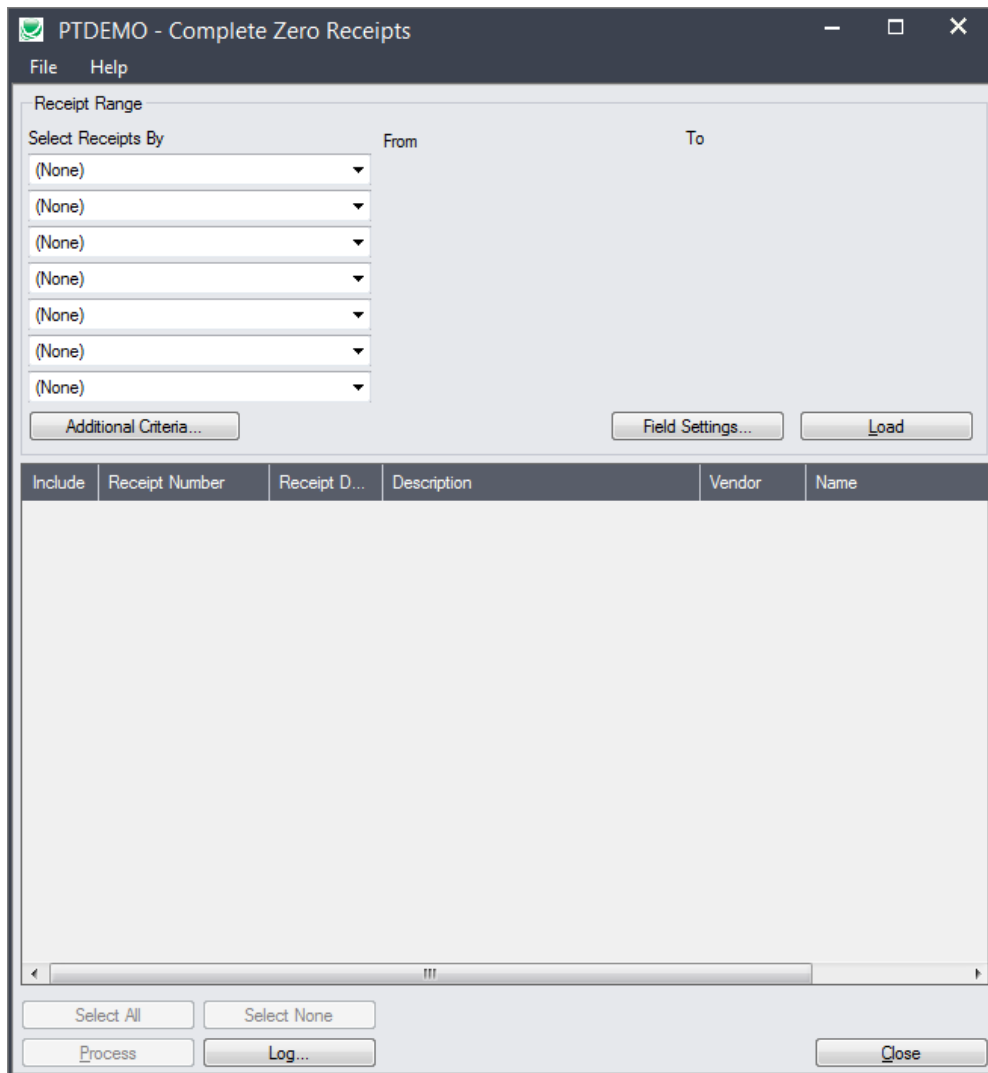 PTDEMO - Complete Zero Receipts
File Help
Receipt Range
Select Receipts By From To
(None)
(None)
(None)
(None)
(None)
(None)
(None)
Additional Criteria... Field Settings... Load
Include Receipt Number Receipt D... Description Vendor Name
Select All Select None
Process Log... Close